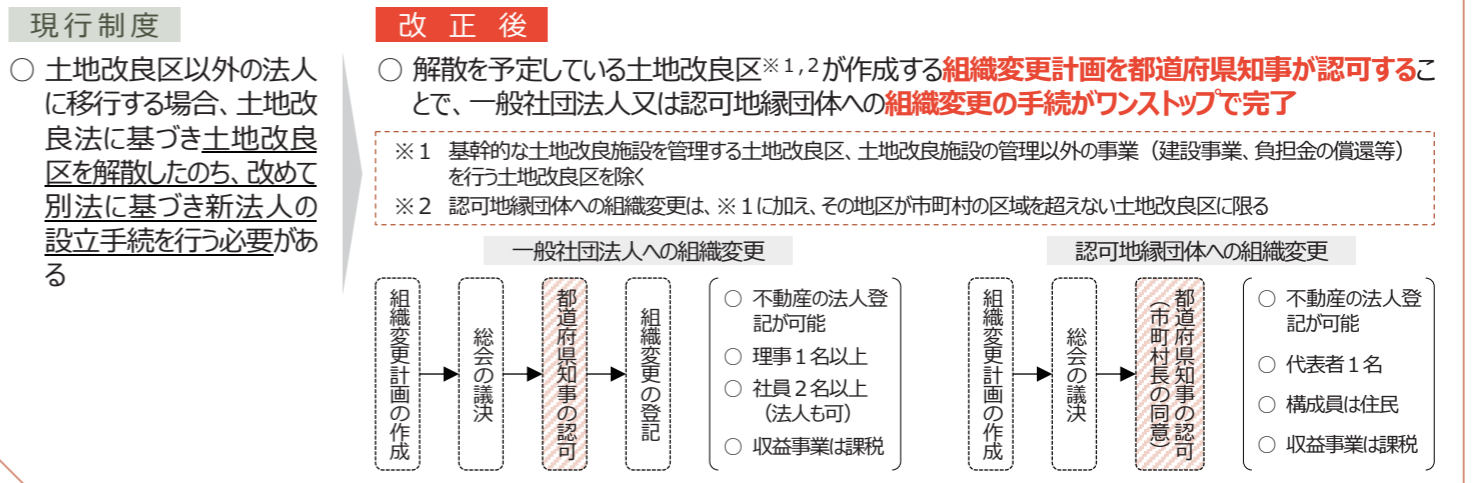 現行制度
○ 土地改良区以外の法人
に移行する場合、土地改
良法に基づき土地改良
区を解散したのち、改めて
別法に基づき新法人の
設立手続を行う必要があ
る
改正後
○ 解散を予定している土地改良区※1,2が作成する組織変更計画を都道府県知事が認可するこ
とで、一般社団法人又は認可地縁団体への組織変更の手続がワンストップで完了
※1 基幹的な土地改良施設を管理する土地改良区、土地改良施設の管理以外の事業(建設事業、負担金の償還等)
を行う土地改良区を除く
※2 認可地縁団体への組織変更は、※1に加え、その地区が市町村の区域を超えない土地改良区に限る
一般社団法人への組織変更
組織変更計画の作成
総会の議決
都道府県知事の認可
組織変更の登記
○ 不動産の法人登
記が可能
○ 理事1名以上
○ 社員2名以上
(法人も可)
○ 収益事業は課税
認可地縁団体への組織変更
組織変更計画の作成
総会の議決
都道府県知事の認可
(市町村長の同意)
○ 不動産の法人登
記が可能
○ 代表者1名
○ 構成員は住民
○ 収益事業は課税